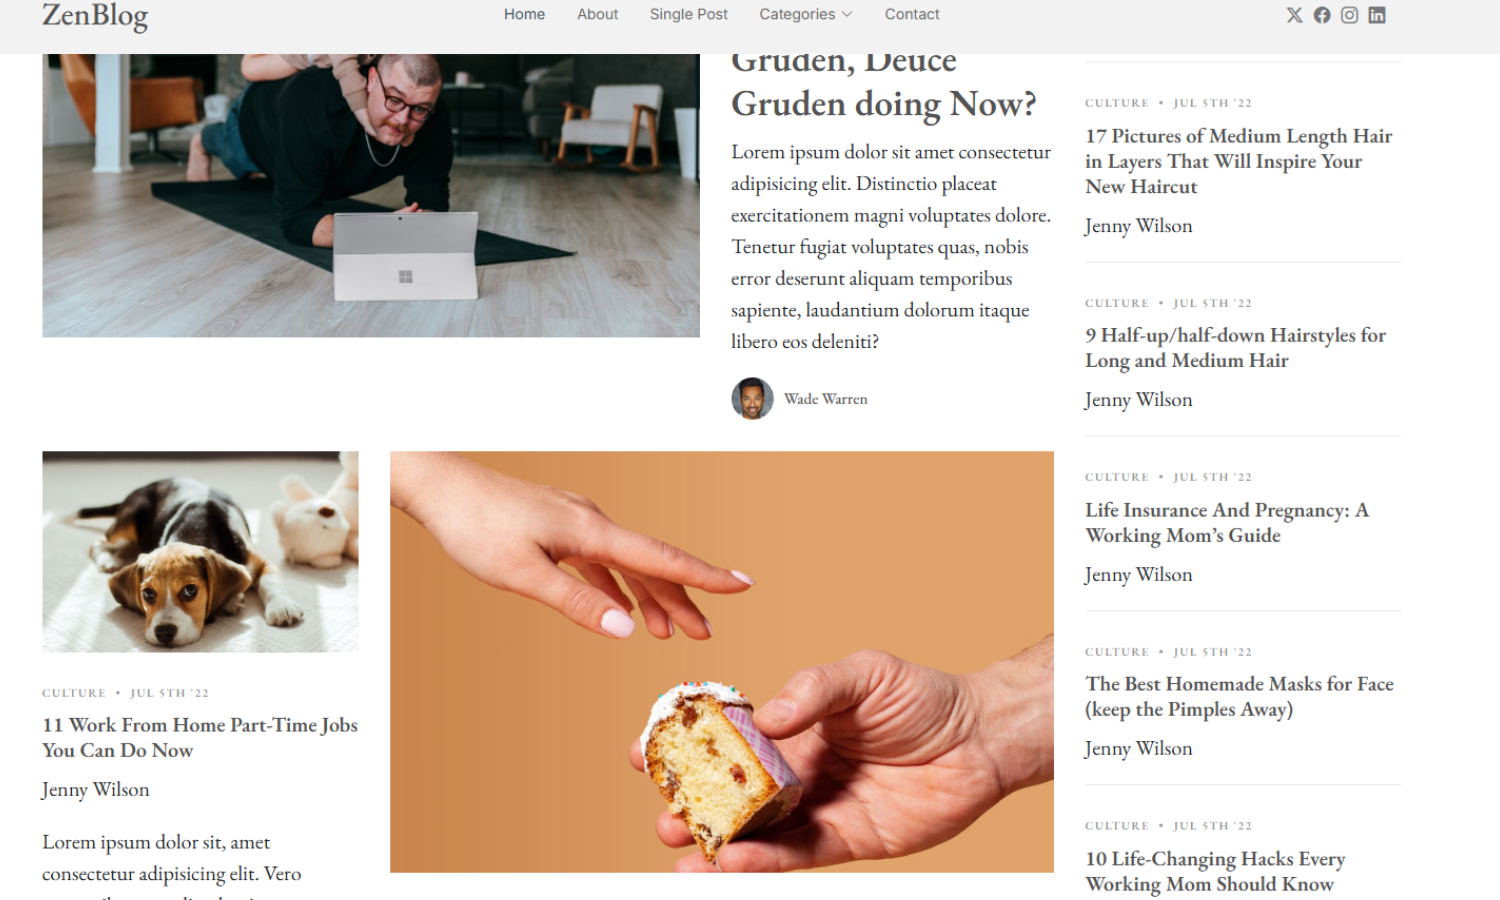 ZenBlog
Home About Single Post Categories Contact
Gruden, Deuce
Gruden doing Now?
Lorem ipsum dolor sit amet consectetur
adipisicing elit. Distinctio placeat
exercitationem magni voluptates dolore.
Tenetur fugiat voluptates quas, nobis
error deserunt aliquam temporibus
sapiente, laudantium dolorum itaque
libero eos deleniti?
Wade Warren
CULTURE • JUL 5TH '22
11 Work From Home Part-Time Jobs
You Can Do Now
Jenny Wilson
Lorem ipsum dolor sit, amet
consectetur adipisicing elit. Vero
CULTURE • JUL 5TH '22
17 Pictures of Medium Length Hair
in Layers That Will Inspire Your
New Haircut
Jenny Wilson
CULTURE • JUL 5TH '22
9 Half-up/half-down Hairstyles for
Long and Medium Hair
Jenny Wilson
CULTURE • JUL 5TH '22
Life Insurance And Pregnancy: A
Working Mom’s Guide
Jenny Wilson
CULTURE • JUL 5TH '22
The Best Homemade Masks for Face
(keep the Pimples Away)
Jenny Wilson
CULTURE • JUL 5TH '22
10 Life-Changing Hacks Every
Working Mom Should Know